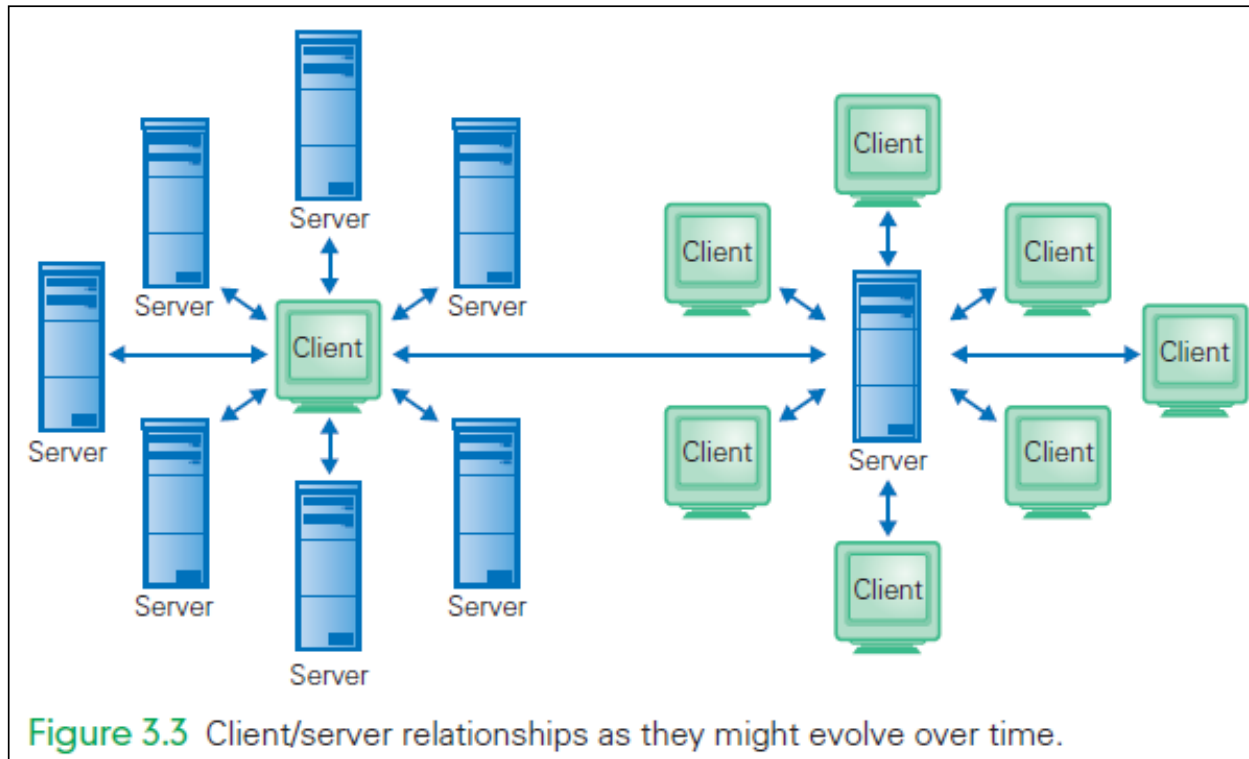 Server
Client
Server
Server
Client
Client
Server
Client
Server
Client
Server
Client
Client
Server
Client
Server
Server
Client
Server
Figure 3.3 Client/server relationships as they might evolve over time.